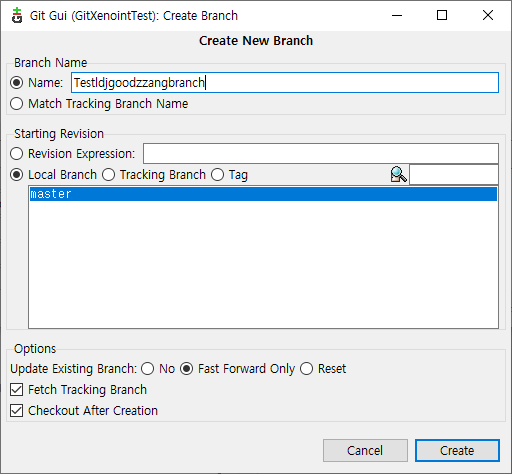 Git Gui (GitXenointTest): Create Branch
Create New Branch
Branch Name
Name: Testldjgoodzzangbranch
Match Tracking Branch Name
Starting Revision
Revision Expression:
Local Branch Tracking Branch Tag
master
Options
Update Existing Branch: No Fast Forward Only Reset
Fetch Tracking Branch
Checkout After Creation
Cancel Create